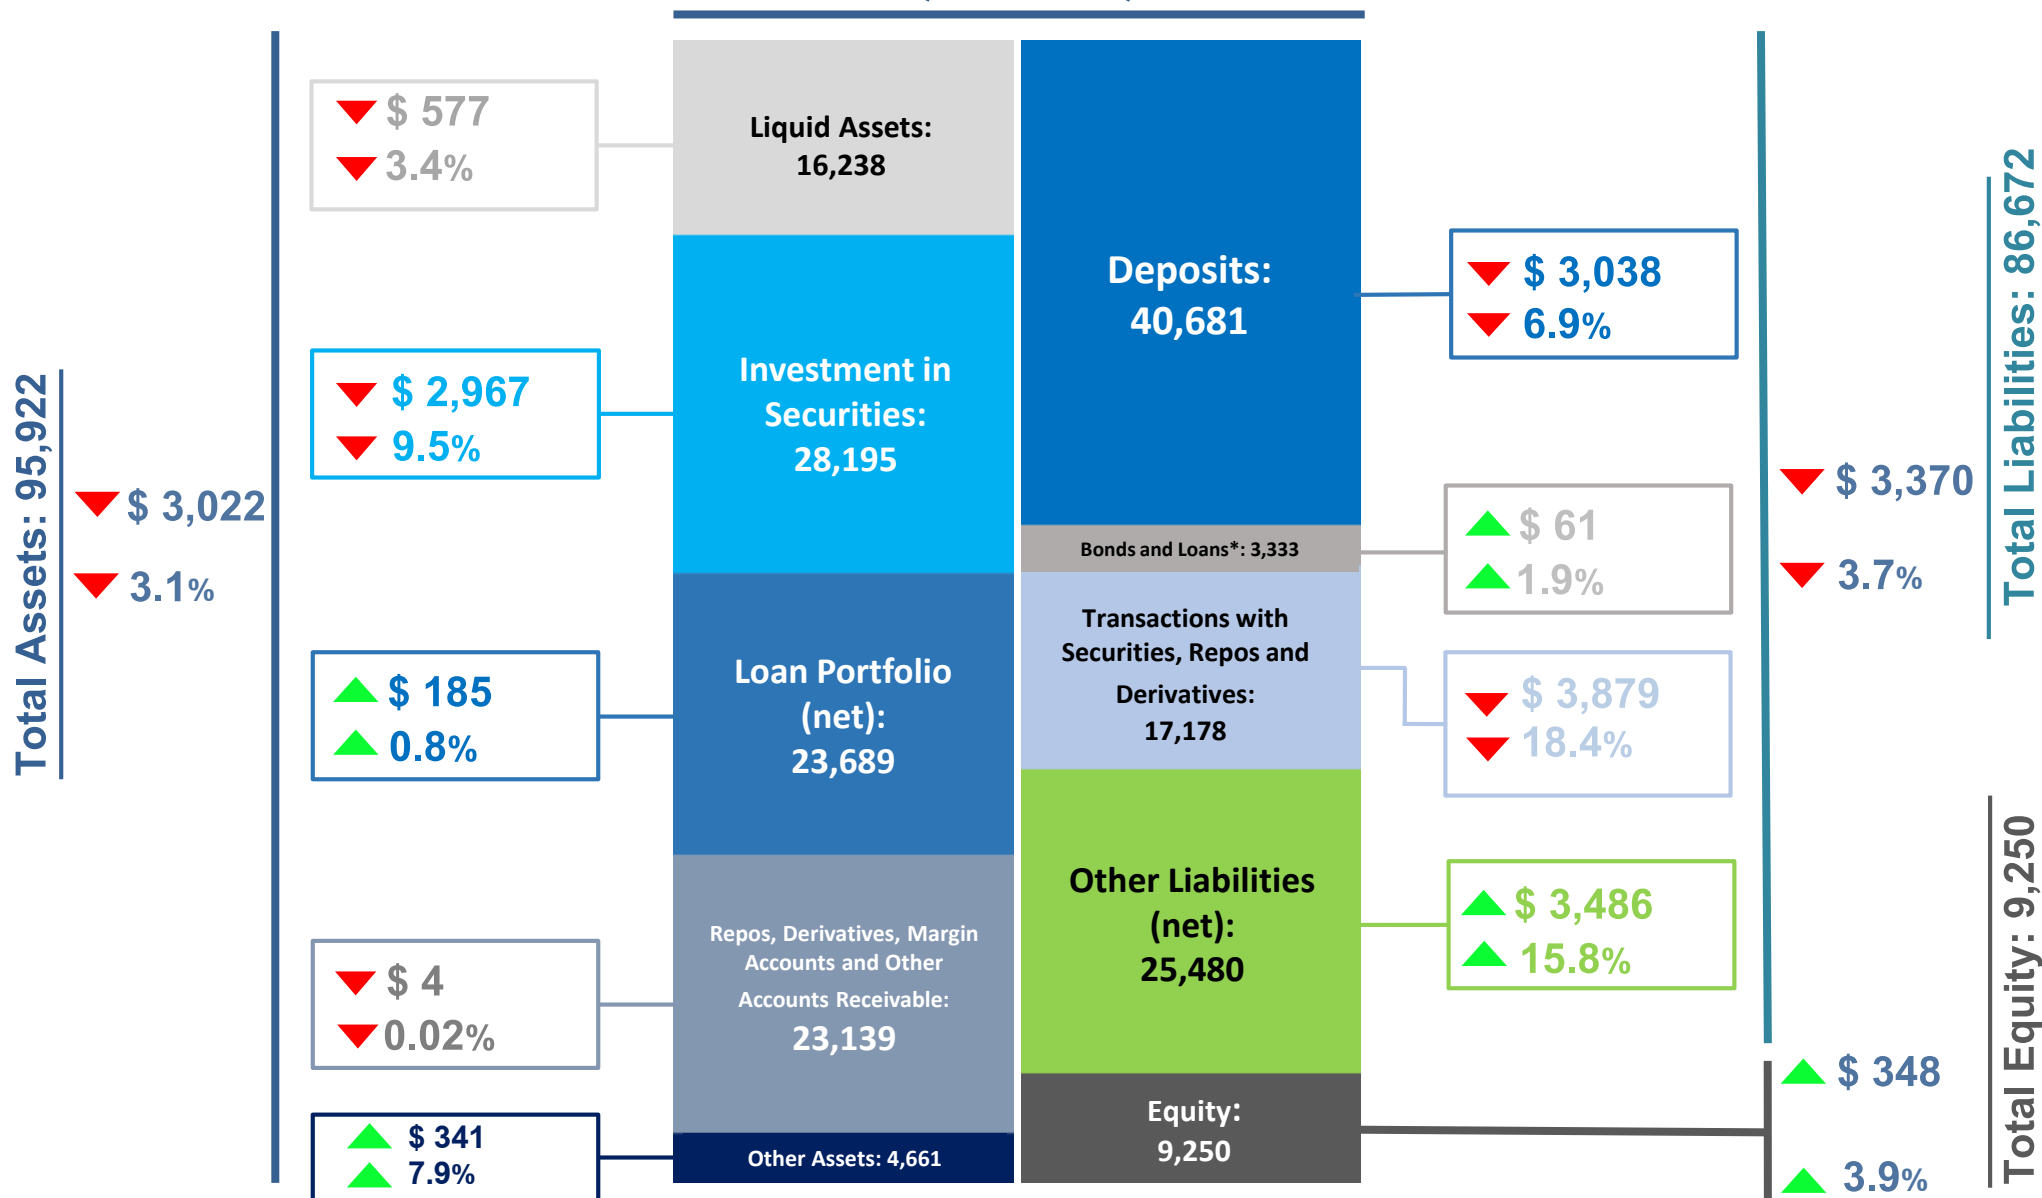 Total Assets: 95,922
$ 3,022
3.1%
$ 577
3.4%
$ 2,967
9.5%
$ 185
0.8%
$ 4
0.02%
$ 341
7.9%
Liquid Assets:
16,238
Investment in
Securities:
28,195
Loan Portfolio
(net):
23,689
Repos, Derivatives, Margin
Accounts and Other
Accounts Receivable:
23,139
Other Assets: 4,661
Deposits:
40,681
Bonds and Loans*: 3,333
Transactions with
Securities, Repos and
Derivatives:
17,178
Other Liabilities
(net):
25,480
Equity:
9,250
$ 3,038
6.9%
$ 61
1.9%
$ 3,879
18.4%
$ 3,486
15.8%
$ 3,370
3.7%
$ 348
3.9%
Total Liabilities: 86,672
Total Equity: 9,250